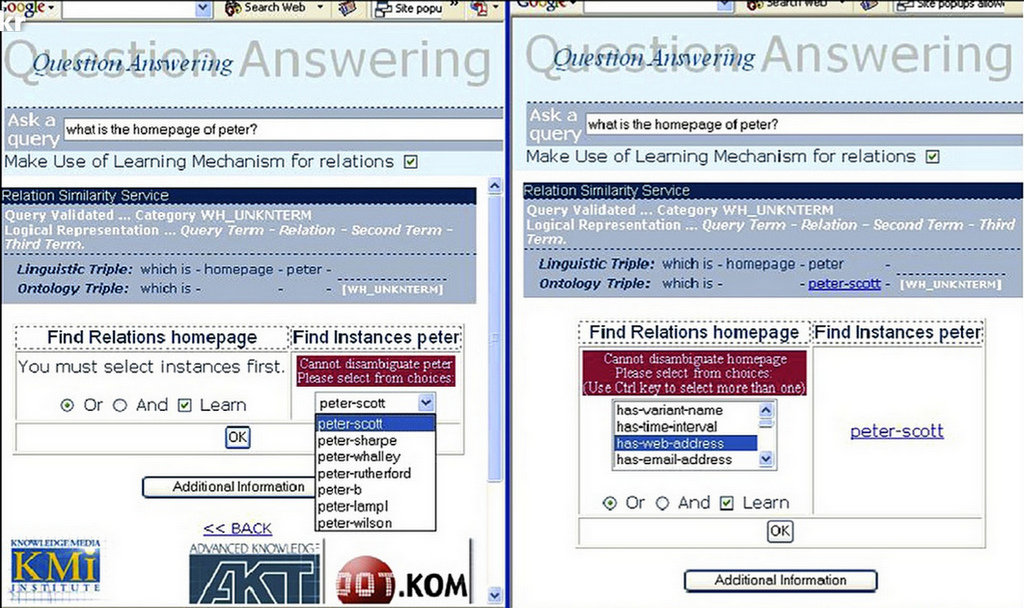 Google
Search Web
Site popu
»
kr
Question Answering
Question Answering
Ask a
query
what is the homepage of peter?
Make Use of Learning Mechanism for relations
Relation Similarity Service
Query Validated ... Category WH_UNKNTERM
Logical Representation ... Query Term - Relation - Second Term -
Third Term.
Linguistic Triple: which is - homepage - peter -
Ontology Triple: which is - - - [WH_UNKNTERM]
Find Relations homepage
Find Instances peter
You must select instances first.
Cannot disambiguate peter
Please select from choices:
Or And Learn
peter-scott
peter-scott
peter-sharpe
peter-whalley
peter-rutherford
peter-b
peter-lampl
peter-wilson
OK
Additional Information
<< BACK
KNOWLEDGE MEDIA
KMi
INSTITUTE
ADVANCED KNOWLEDGE
AKT
DOT.KOM
Google
Search Web
Site popups allow
Question Answering
Question Answering
Ask a
query
what is the homepage of peter?
Make Use of Learning Mechanism for relations
Relation Similarity Service
Query Validated ... Category WH_UNKNTERM
Logical Representation ... Query Term - Relation - Second Term - Third
Term.
Linguistic Triple: which is - homepage - peter -
Ontology Triple: which is - - peter-scott - [WH_UNKNTERM]
Find Relations homepage
Find Instances peter
Cannot disambiguate homepage
Please select from choices:
(Use Ctrl key to select more than one)
has-variant-name
has-time-interval
has-web-address
has-email-address
peter-scott
Or And Learn
OK
Additional Information